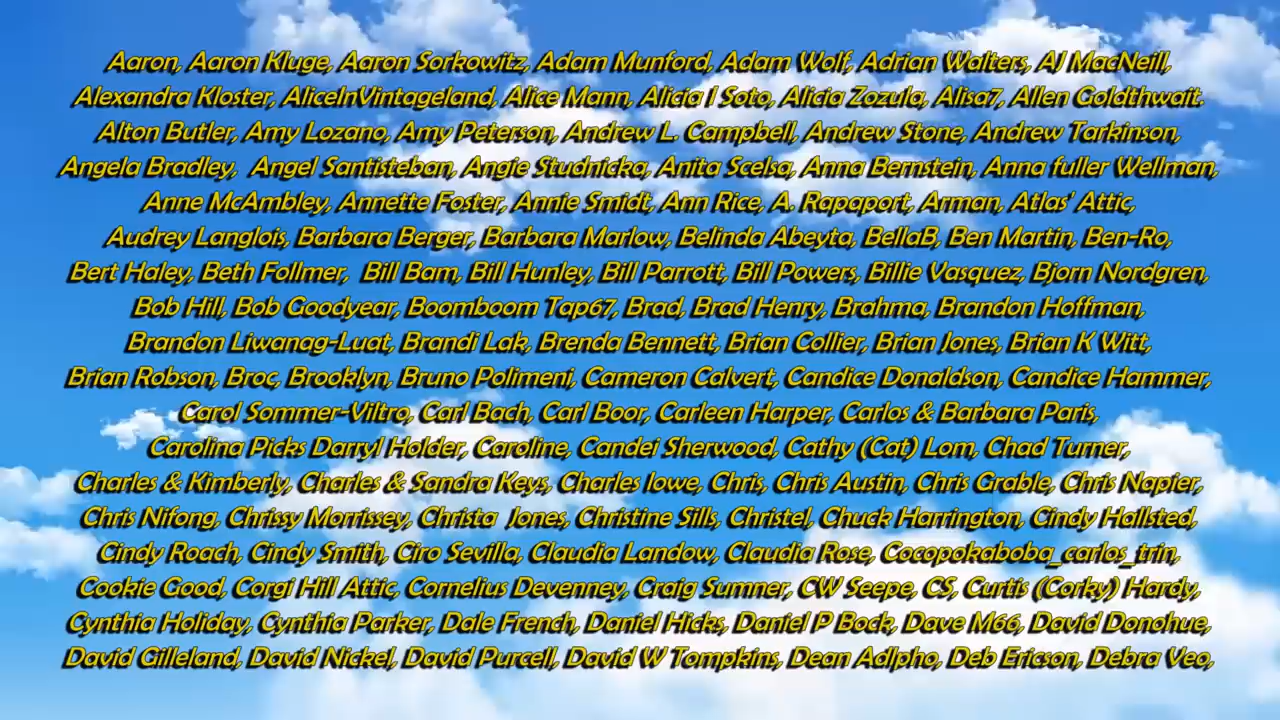 Aaron, Aaron Kluge, Aaron Sorkowitz, Adam Munford, Adam Wolf, Adrian Walters, AJ MacNeill,
Alexandra Kloster, AliceInVintageland, Alice Mann, Alicia I Soto, Alicia Zozula, Alisa7, Allen Goldthwait.
Alton Butler, Amy Lozano, Amy Peterson, Andrew L. Campbell, Andrew Stone, Andrew Tarkinson,
Angela Bradley, Angel Santisteban, Angie Studnicka, Anita Scelsa, Anna Bernstein, Anna fuller Wellman,
Anne McAmbley, Annette Foster, Annie Smidt, Ann Rice, A. Rapaport, Arman, Atlas' Attic,
Audrey Langlois, Barbara Berger, Barbara Marlow, Belinda Abeyta, BellaB, Ben Martin, Ben-Ro,
Bert Haley, Beth Follmer, Bill Bam, Bill Hunley, Bill Parrott, Bill Powers, Billie Vasquez, Bjorn Nordgren,
Bob Hill, Bob Goodyear, Boomboom Tap67, Brad, Brad Henry, Brahma, Brandon Hoffman,
Brandon Liwanag-Luat, Brandi Lak, Brenda Bennett, Brian Collier, Brian Jones, Brian K Witt,
Brian Robson, Broc, Brooklyn, Bruno Polimeni, Cameron Calvert, Candice Donaldson, Candice Hammer,
Carol Sommer-Viltro, Carl Bach, Carl Boor, Carleen Harper, Carlos & Barbara Paris,
Carolina Picks Darryl Holder, Caroline, Candei Sherwood, Cathy (Cat) Lom, Chad Turner,
Charles & Kimberly, Charles & Sandra Keys, Charles lowe, Chris, Chris Austin, Chris Grable, Chris Napier,
Chris Nifong, Chrissy Morrissey, Christa Jones, Christine Sills, Christel, Chuck Harrington, Cindy Hallsted,
Cindy Roach, Cindy Smith, Ciro Sevilla, Claudia Landow, Claudia Rose, Cocopokaboba_carlos_trin,
Cookie Good, Corgi Hill Attic, Cornelius Devenney, Craig Sumner, CW Seepe, CS, Curtis (Corky) Hardy,
Cynthia Holiday, Cynthia Parker, Dale French, Daniel Hicks, Daniel P Bock, Dave M66, David Donohue,
David Gilleland, David Nickel, David Purcell, David W Tompkins, Dean Adlpho, Deb Ericson, Debra Veo,